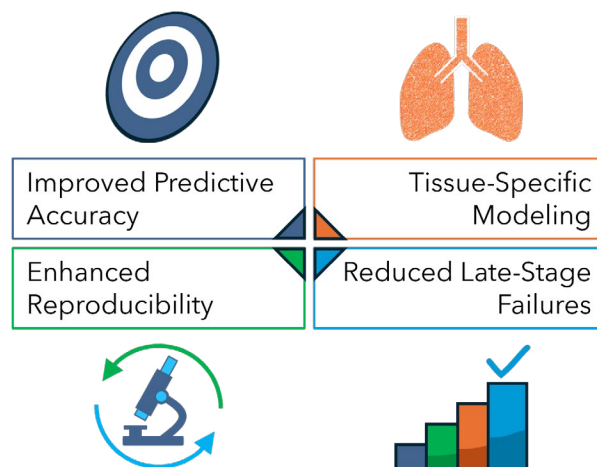 Improved Predictive
Accuracy
Tissue-Specific
Modeling
Enhanced
Reproducibility
Reduced Late-Stage
Failures